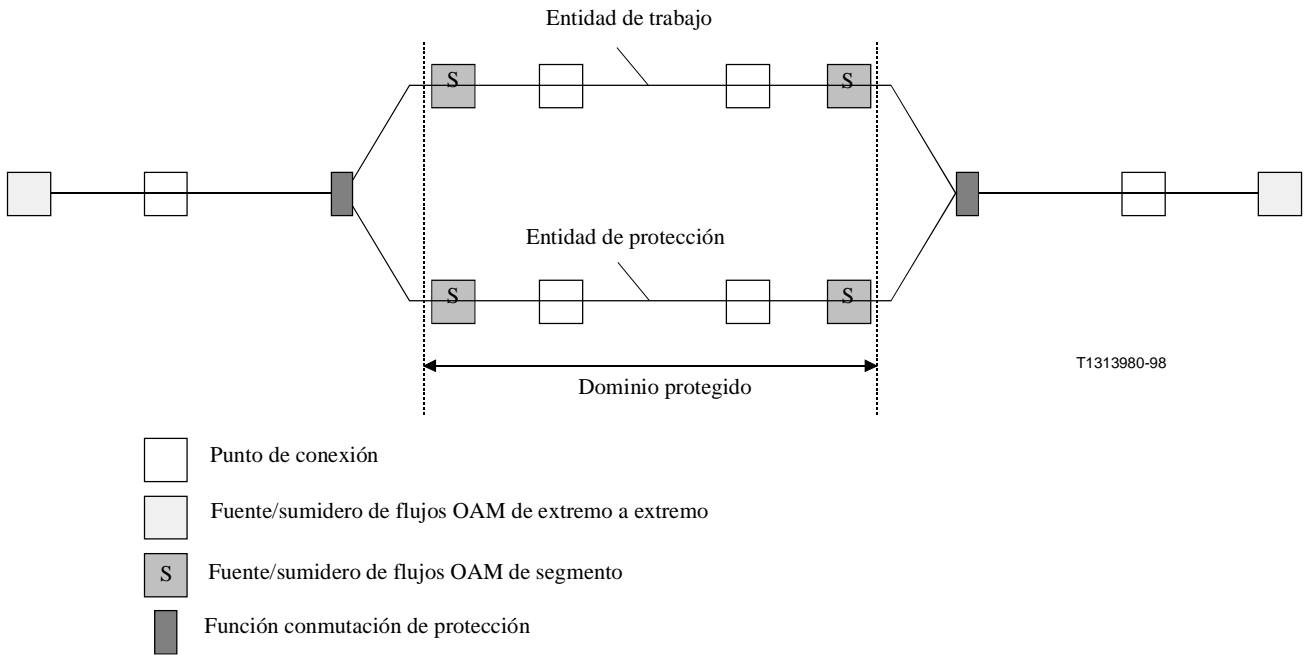 Entidad de trabajo
S
S
Entidad de protección
S
S
T1313980-98
Dominio protegido
Punto de conexión
Fuente/sumidero de flujos OAM de extremo a extremo
S
Fuente/sumidero de flujos OAM de segmento
Función conmutación de protección